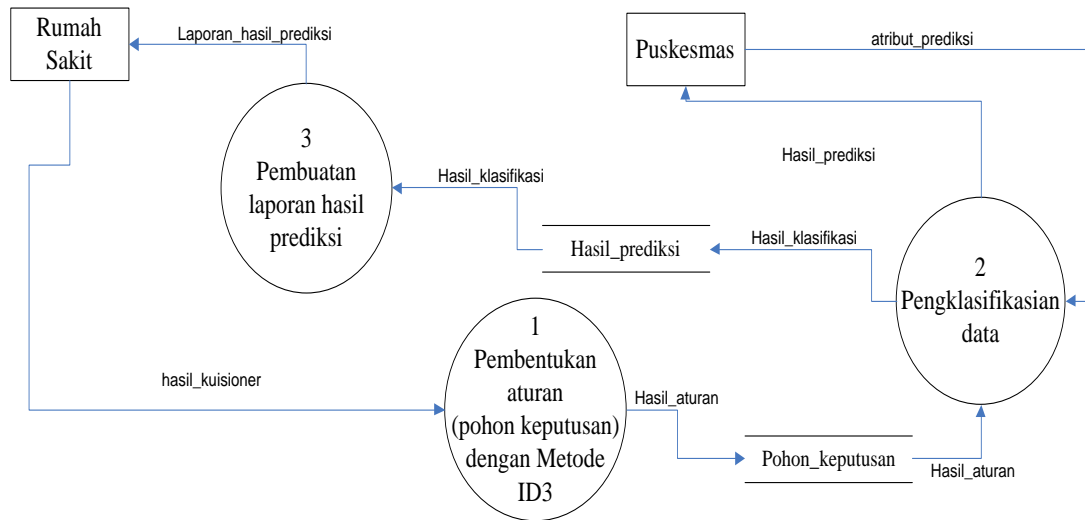 Rumah
Sakit
Laporan_hasil_prediksi
Puskesmas
atribut_prediksi
3
Pembuatan
laporan hasil
prediksi
Hasil_klasifikasi
Hasil_prediksi
Hasil_prediksi
Hasil_klasifikasi
2
Pengklasifikasian
data
hasil_kuisioner
1
Pembentukan
aturan
(pohon keputusan)
dengan Metode
ID3
Hasil_aturan
Pohon_keputusan
Hasil_aturan